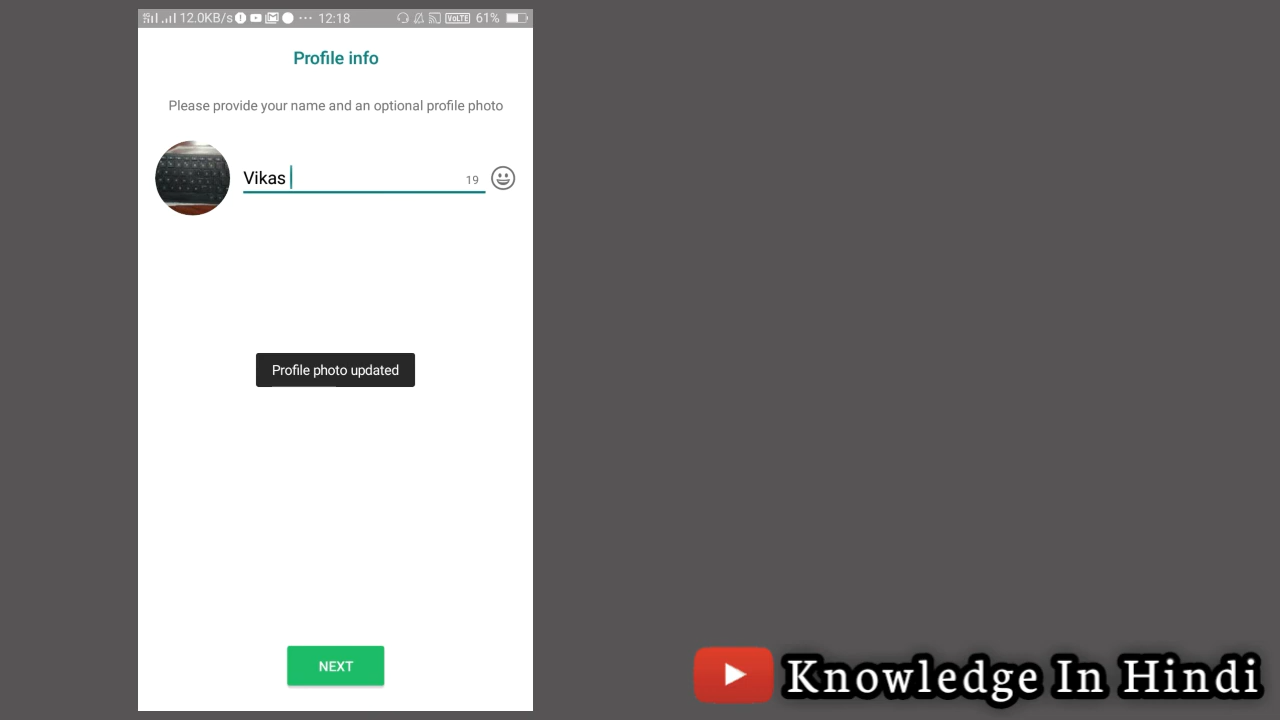 12.0KB/s ... 12:18 VoLTE 61%
Profile info
Please provide your name and an optional profile photo
Vikas 19
Profile photo updated
NEXT
Knowledge In Hindi